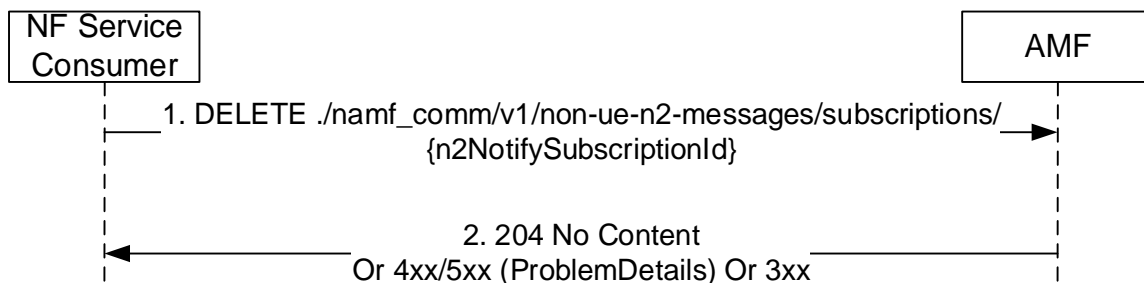 NF Service
Consumer
AMF
1. DELETE ./namf_comm/v1/non-ue-n2-messages/subscriptions/
{n2NotifySubscriptionId}
2. 204 No Content
Or 4xx/5xx (ProblemDetails) Or 3xx